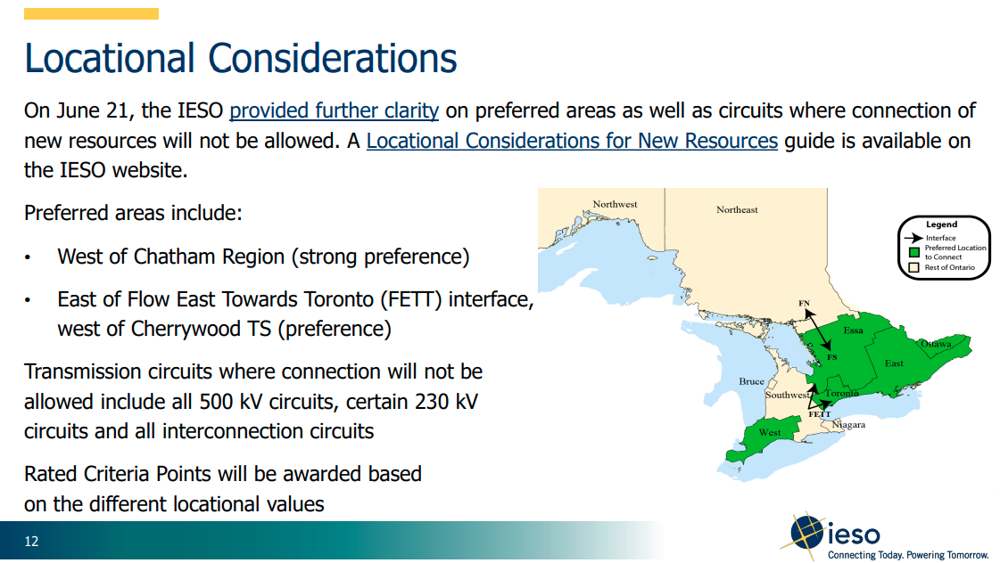 Locational Considerations
On June 21, the IESO provided further clarity on preferred areas as well as circuits where connection of
new resources will not be allowed. A Locational Considerations for New Resources guide is available on
the IESO website.
Preferred areas include:
• West of Chatham Region (strong preference)
• East of Flow East Towards Toronto (FETT) interface,
west of Cherrywood TS (preference)
Transmission circuits where connection will not be
allowed include all 500 kV circuits, certain 230 kV
circuits and all interconnection circuits
Rated Criteria Points will be awarded based
on the different locational values
Northwest
Northeast
Legend
Interface
Preferred Location
to Connect
Rest of Ontario
FN
Essa
Ottawa
FS
East
Bruce
Southwest
Toronto
FETT
Niagara
West
12
ieso
Connecting Today. Powering Tomorrow.